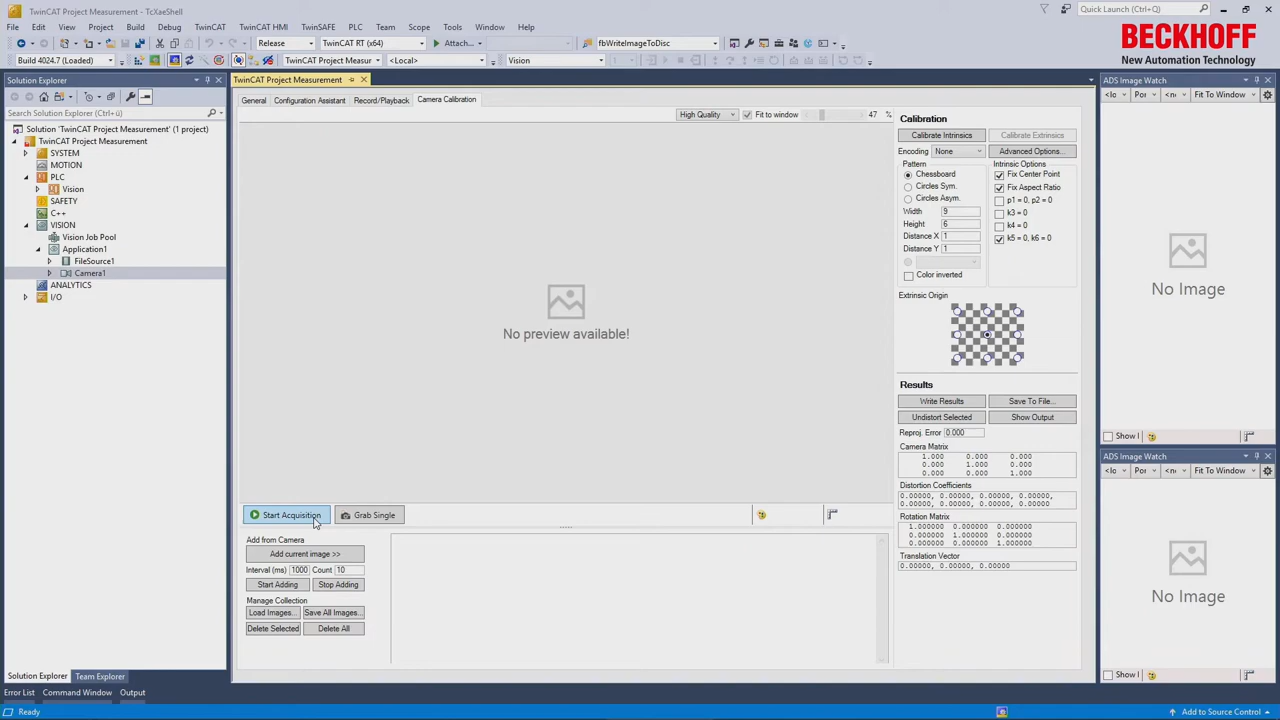 TwinCAT Project Measurement - TcXaeShell
Quick Launch (Ctrl+Ü)
File Edit View Project Build Debug TwinCAT TwinCAT HMI TwinSAFE PLC Team Scope Tools Window Help
Release TwinCAT RT (x64) Attach... fbWriteImageToDisc
Build 4024.7 (Loaded) TwinCAT Project Measur <Local> Vision
BECKHOFF
New Automation Technology
Solution Explorer
Search Solution Explorer (Ctrl+ü)
Solution 'TwinCAT Project Measurement' (1 project)
TwinCAT Project Measurement
SYSTEM
MOTION
PLC
Vision
SAFETY
C++
VISION
Vision Job Pool
Application1
FileSource1
Camera1
ANALYTICS
I/O
Solution Explorer Team Explorer
TwinCAT Project Measurement
General Configuration Assistant Record/Playback Camera Calibration
High Quality Fit to window 47 %
No preview available!
Start Acquisition Grab Single
Add from Camera
Add current image >>
Interval (ms) 1000 Count 10
Start Adding Stop Adding
Manage Collection
Load Images... Save All Images...
Delete Selected Delete All
Calibration
Calibrate Intrinsics Calibrate Extrinsics
Encoding None Advanced Options...
Pattern
Chessboard
Circles Sym.
Circles Asym.
Width 9
Height 6
Distance X 1
Distance Y 1
Color inverted
Intrinsic Options
Fix Center Point
Fix Aspect Ratio
p1 = 0, p2 = 0
k3 = 0
k4 = 0
k5 = 0, k6 = 0
Extrinsic Origin
Results
Write Results Save To File...
Undistort Selected Show Output
Reproj. Error 0.000
Camera Matrix
1.000 0.000 0.000
0.000 1.000 0.000
0.000 0.000 1.000
Distortion Coefficients
0.00000, 0.00000, 0.00000, 0.00000,
0.00000, 0.00000, 0.00000, 0.00000
Rotation Matrix
1.000000 0.000000 0.000000
0.000000 1.000000 0.000000
0.000000 0.000000 1.000000
Translation Vector
0.00000, 0.00000, 0.00000
ADS Image Watch
<lo Por <n Fit To Window
No Image
Show I
ADS Image Watch
<lo Por <n Fit To Window
No Image
Show I
Error List Command Window Output
Ready
Add to Source Control